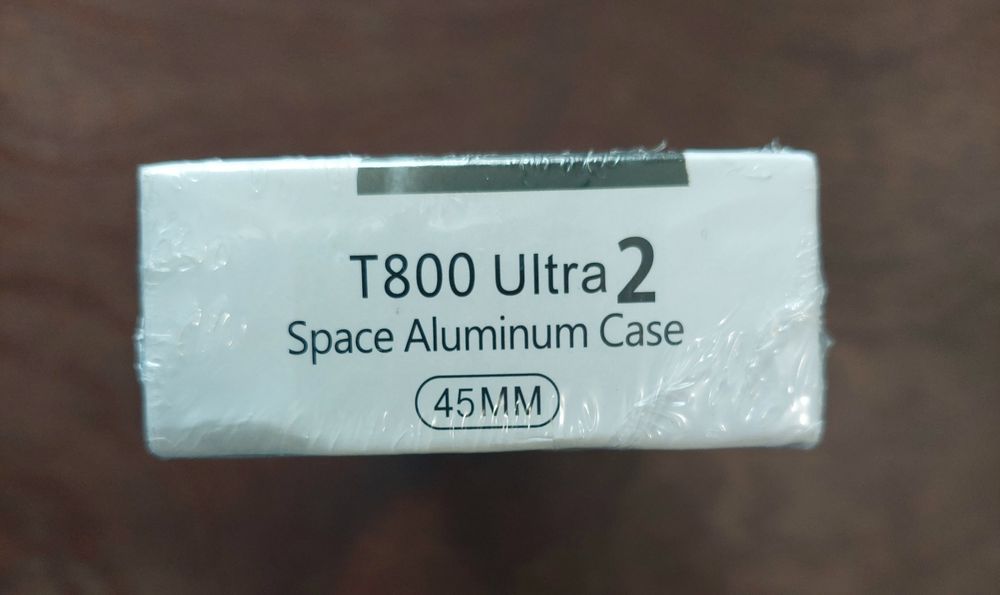 T800 Ultra 2
Space Aluminum Case
45MM